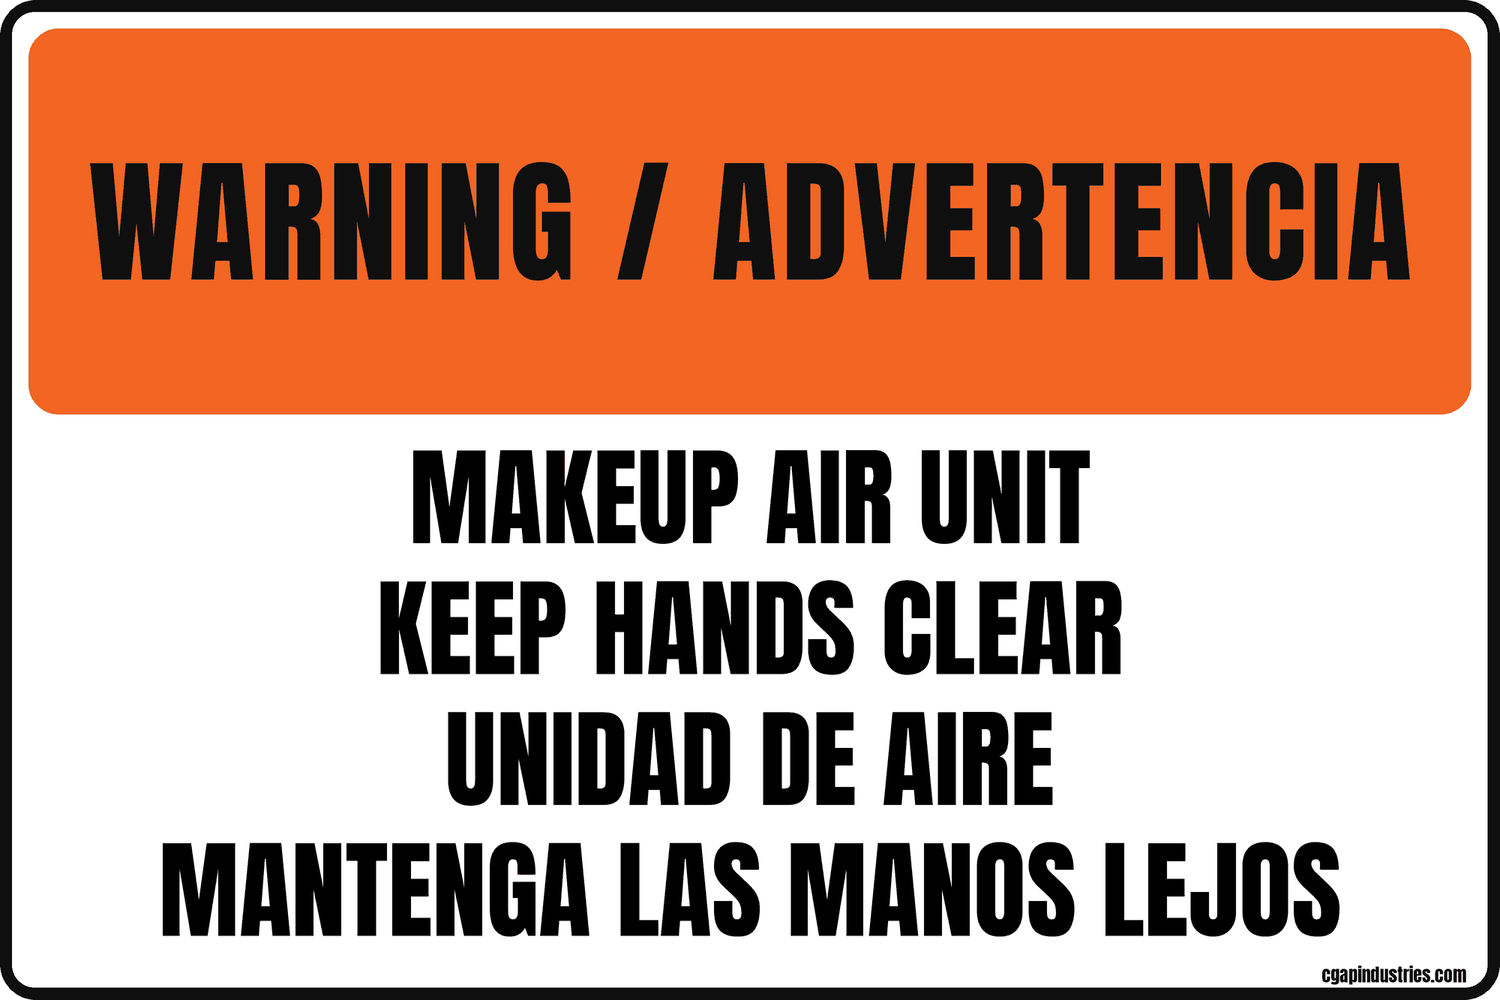 WARNING / ADVERTENCIA
MAKEUP AIR UNIT
KEEP HANDS CLEAR
UNIDAD DE AIRE
MANTENGA LAS MANOS LEJOS
cgapindustries.com